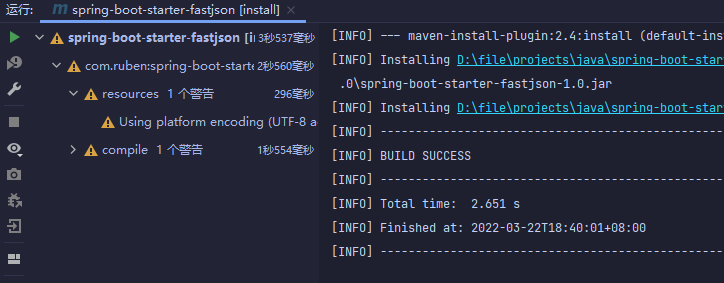 运行: spring-boot-starter-fastjson [install]
spring-boot-starter-fastjson [in 3秒537毫秒
com.ruben:spring-boot-starte 2秒560毫秒
resources 1 个警告 296毫秒
Using platform encoding (UTF-8 a
compile 1 个警告 1秒554毫秒
[INFO] --- maven-install-plugin:2.4:install (default-ins
[INFO] Installing D:\file\projects\java\spring-boot-star
.0\spring-boot-starter-fastjson-1.0.jar
[INFO] Installing D:\file\projects\java\spring-boot-star
[INFO] ------------------------------------------------
[INFO] BUILD SUCCESS
[INFO] ------------------------------------------------
[INFO] Total time:  2.651 s
[INFO] Finished at: 2022-03-22T18:40:01+08:00
[INFO] ------------------------------------------------